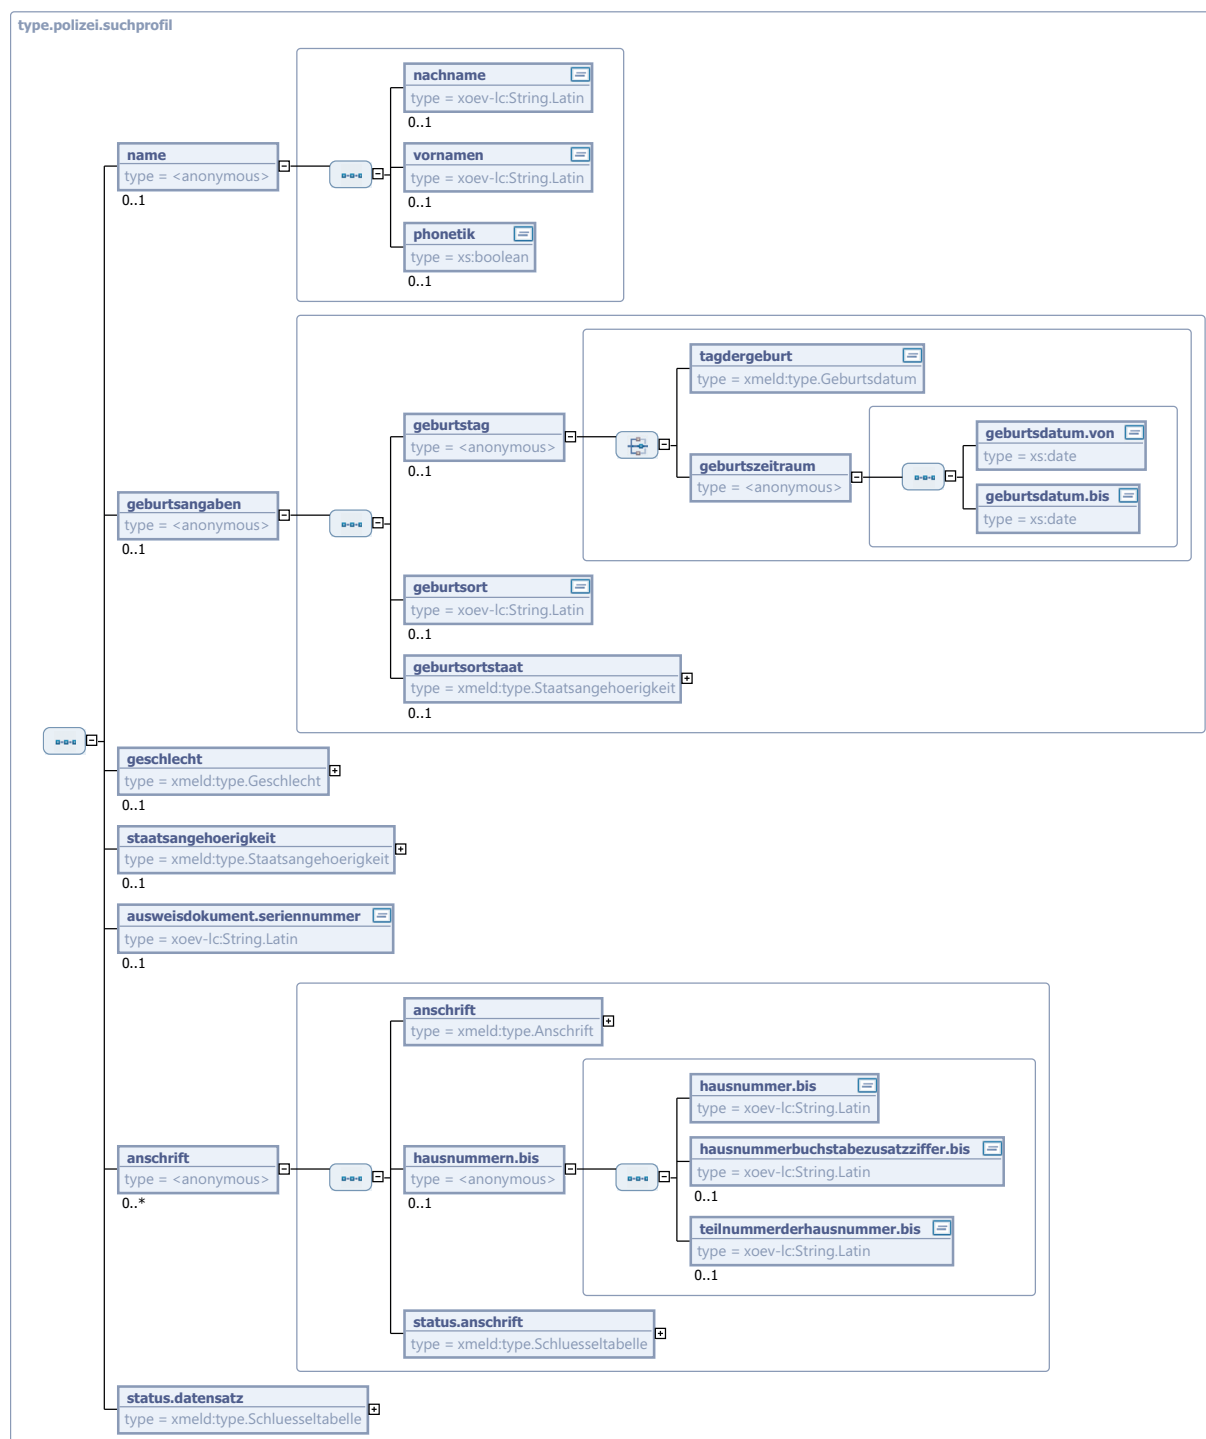 type.polizei.suchprofil
nachname
type = xoev-lc:String.Latin
0..1
name
type = <anonymous>
0..1
vornamen
type = xoev-lc:String.Latin
0..1
phonetik
type = xs:boolean
0..1
tagdergeburt
type = xmeld:type.Geburtsdatum
geburtstag
type = <anonymous>
0..1
geburtsdatum.von
type = xs:date
geburtszeitraum
type = <anonymous>
geburtsdatum.bis
type = xs:date
geburtsangaben
type = <anonymous>
0..1
geburtsort
type = xoev-lc:String.Latin
0..1
geburtsortstaat
type = xmeld:type.Staatsangehoerigkeit
0..1
geschlecht
type = xmeld:type.Geschlecht
0..1
staatsangehoerigkeit
type = xmeld:type.Staatsangehoerigkeit
0..1
ausweisdokument.seriennummer
type = xoev-lc:String.Latin
0..1
anschrift
type = xmeld:type.Anschrift
hausnummer.bis
type = xoev-lc:String.Latin
anschrift
type = <anonymous>
0..*
hausnummern.bis
type = <anonymous>
0..1
hausnummerbuchstabezusatzziffer.bis
type = xoev-lc:String.Latin
0..1
teilnummerderhausnummer.bis
type = xoev-lc:String.Latin
0..1
status.anschrift
type = xmeld:type.Schluesseltabelle
status.datensatz
type = xmeld:type.Schluesseltabelle